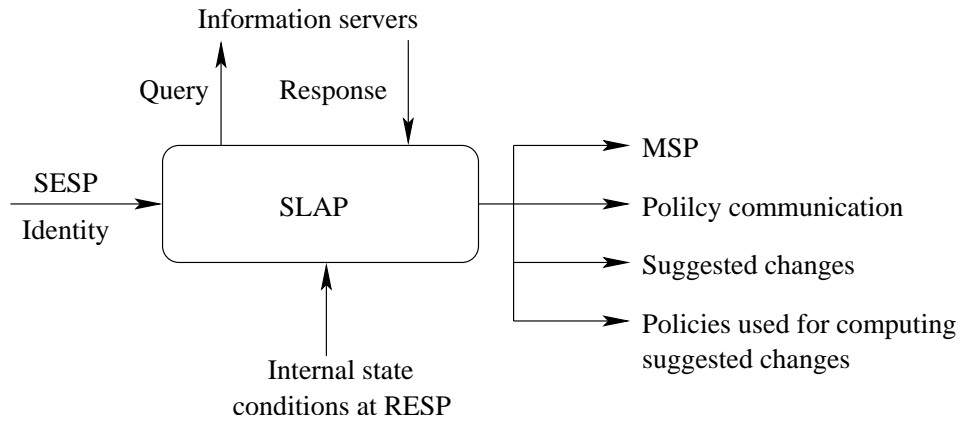 Information servers
Query
Response
SESP
Identity
SLAP
MSP
Polilcy communication
Suggested changes
Policies used for computing
suggested changes
Internal state
conditions at RESP